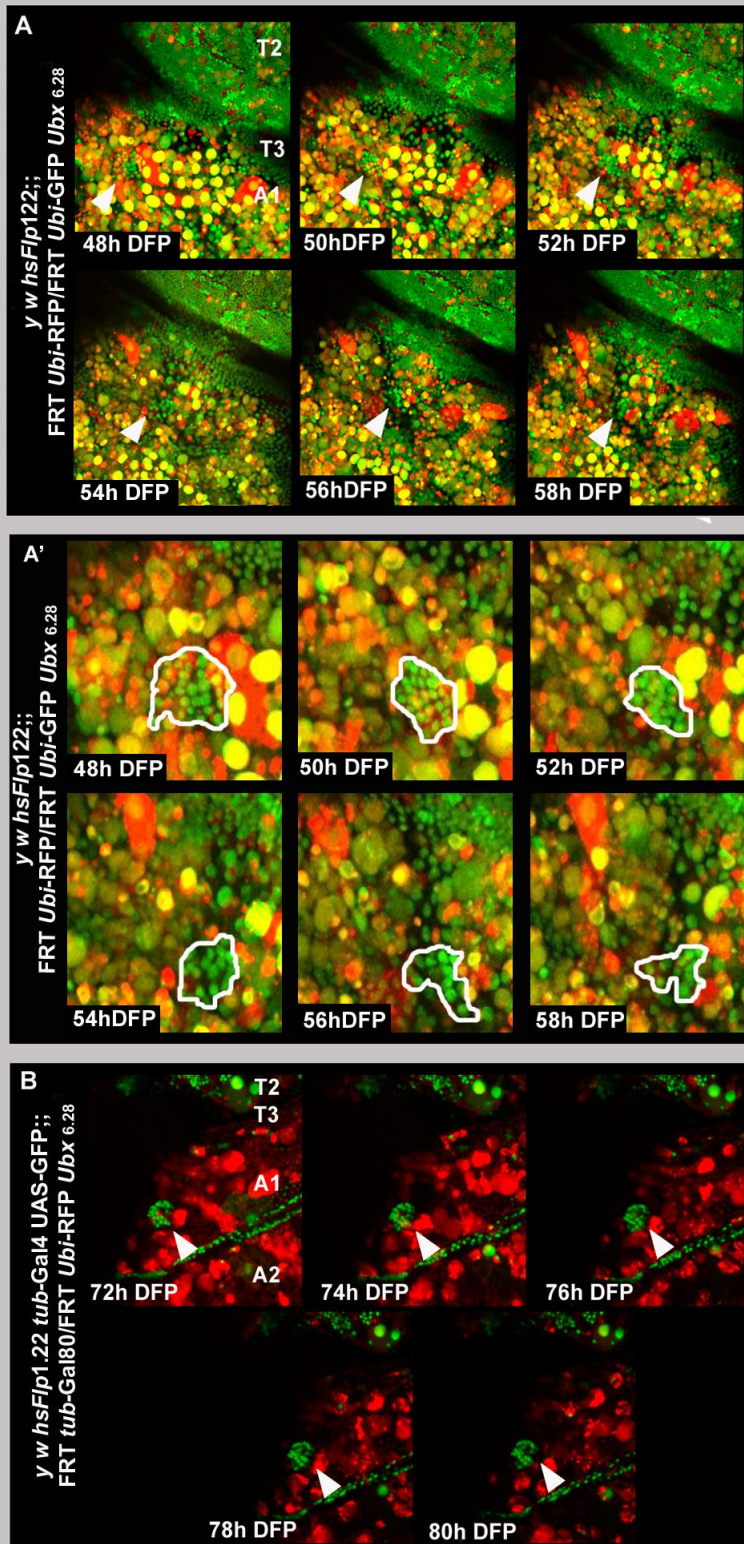 A
y w hsFlp122;;
FRT Ubi-RFP/FRT Ubi-GFP Ubx 6.28
T2
T3
A1
48h DFP
50hDFP
52h DFP
54h DFP
56hDFP
58h DFP
A'
y w hsFlp122;;
FRT Ubi-RFP/FRT Ubi-GFP Ubx 6.28
48h DFP
50h DFP
52h DFP
54hDFP
56hDFP
58h DFP
B
y w hsFlp1.22 tub-Gal4 UAS-GFP;;
FRT tub-Gal80/FRT Ubi-RFP Ubx 6.28
T2
T3
A1
A2
72h DFP
74h DFP
76h DFP
78h DFP
80h DFP